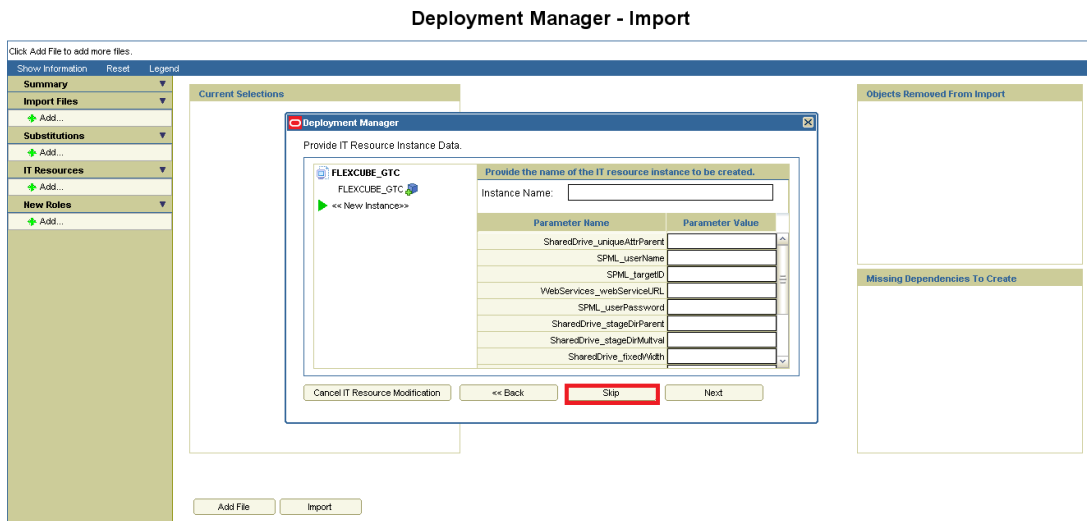 Deployment Manager - Import
Click Add File to add more files.
Show Information Reset Legend
Summary
Import Files
Add...
Substitutions
Add...
IT Resources
Add...
New Roles
Add...
Current Selections
Objects Removed From Import
Missing Dependencies To Create
Deployment Manager
Provide IT Resource Instance Data.
FLEXCUBE_GTC
FLEXCUBE_GTC
<< New Instance>>
Provide the name of the IT resource instance to be created.
Instance Name:
Parameter Name Parameter Value
SharedDrive_uniqueAttrParent
SPML_userName
SPML_targetID
WebServices_webServiceURL
SPML_userPassword
SharedDrive_stageDirParent
SharedDrive_stageDirMultval
SharedDrive_fixedWidth
Cancel IT Resource Modification << Back Skip Next
Add File Import